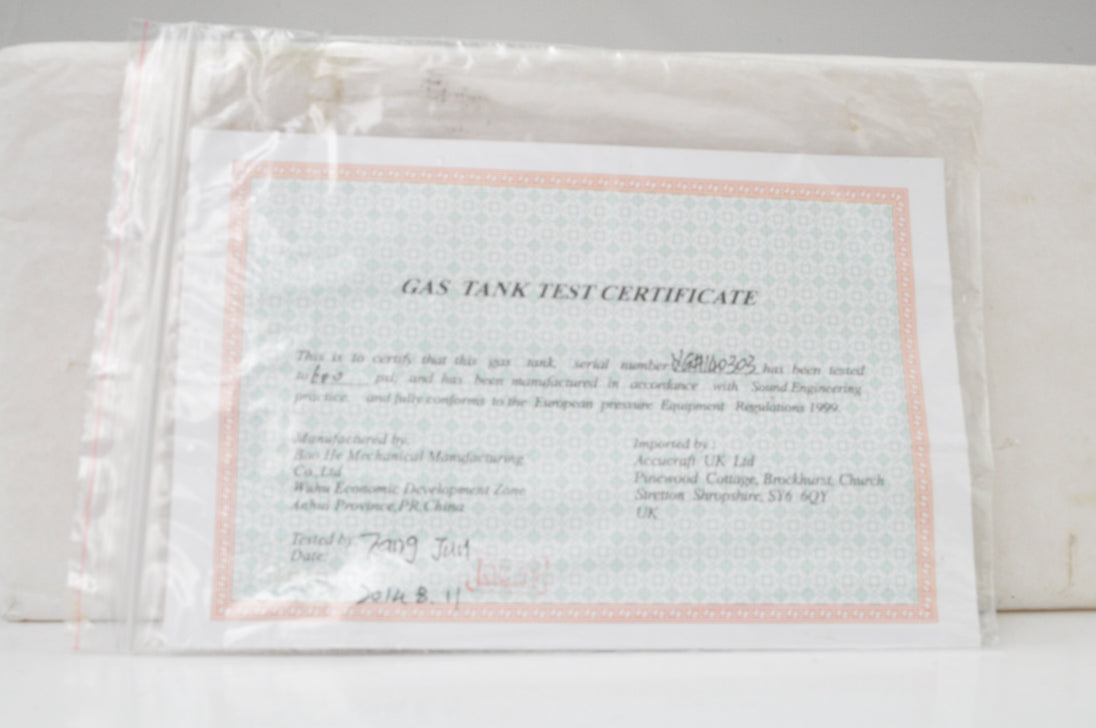 GAS TANK TEST CERTIFICATE
This is to certify that this gas tank, serial number has been tested
to psi, and has been manufactured in accordance with Sound Engineering
practice, and fully conforms to the European pressure Equipment Regulations 1999.
Manufactured by:
Bao He Mechanical Manufacturing
Co.,Ltd
Wuhu Economic Development Zone
Anhui Province,PR.China
Imported by :
Accucraft UK Ltd
Pinewood Cottage, Brockhurst, Church
Stretton Shropshire, SY6 6QY
UK
Tested by: Tang Jun
Date:
2014. 8. 11